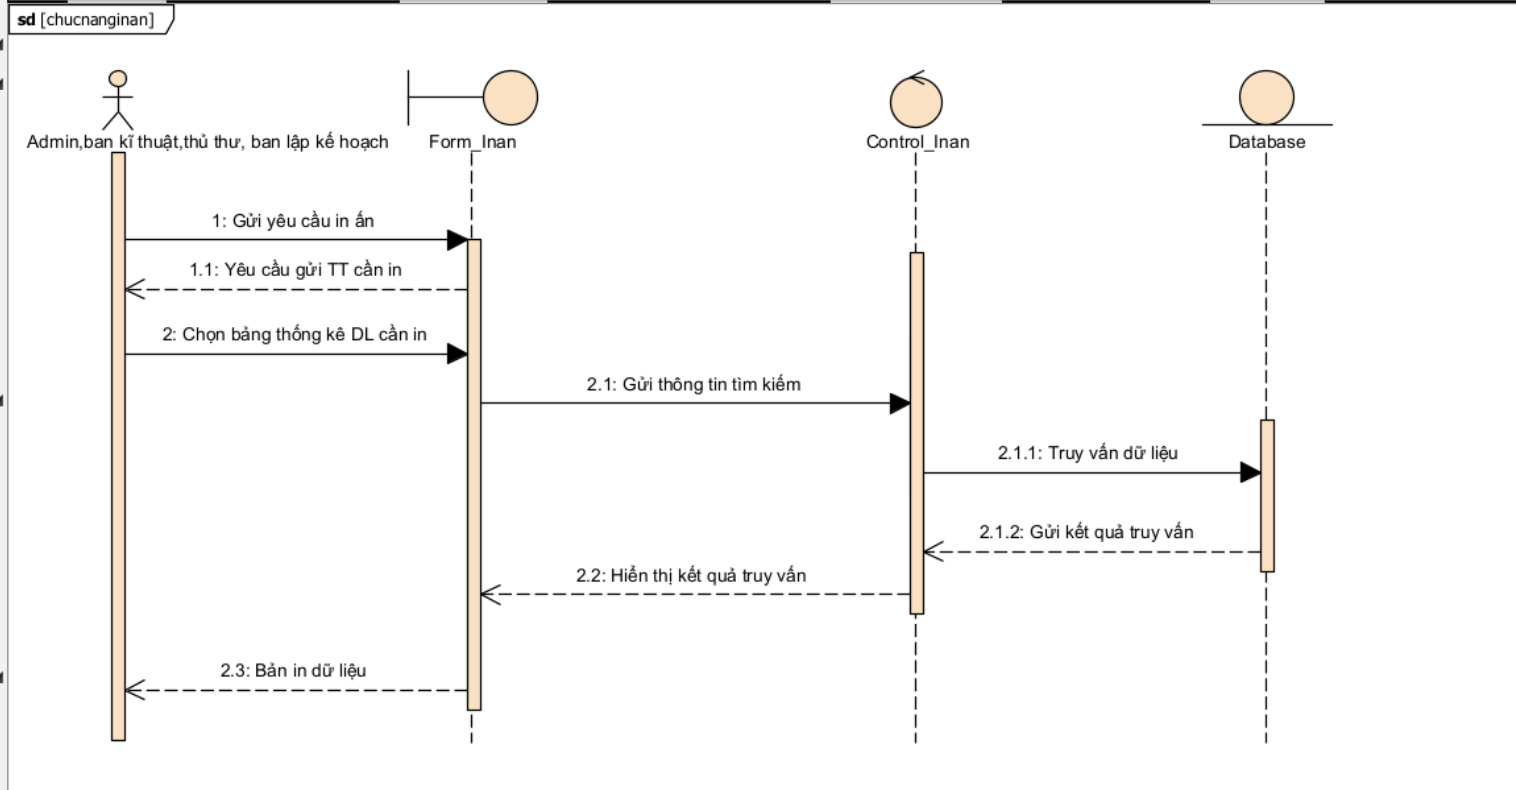 sd [chucnanginan]
Admin,ban kĩ thuật,thủ thư, ban lập kế hoạch
Form_Inan
Control_Inan
Database
1: Gửi yêu cầu in ấn
1.1: Yêu cầu gửi TT cần in
2: Chọn bảng thống kê DL cần in
2.1: Gửi thông tin tìm kiếm
2.1.1: Truy vấn dữ liệu
2.1.2: Gửi kết quả truy vấn
2.2: Hiển thị kết quả truy vấn
2.3: Bản in dữ liệu